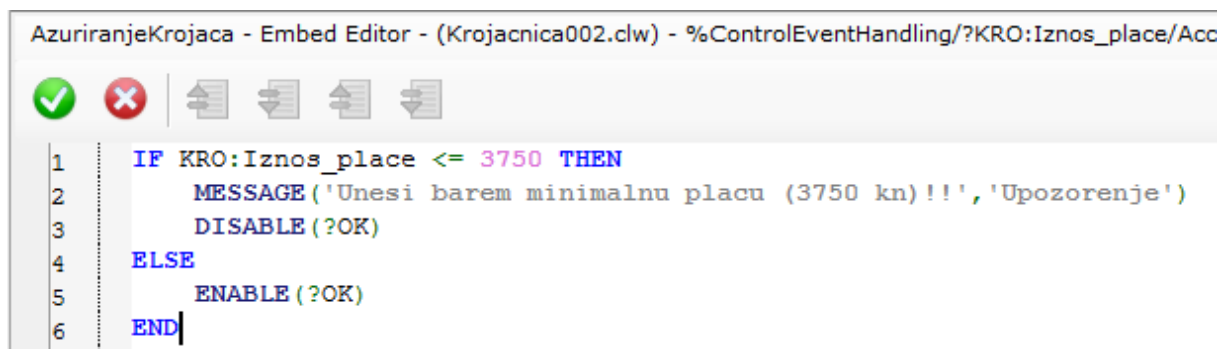 AzuriranjeKrojaca - Embed Editor - (Krojacnica002.clw) - %ControlEventHandling/?KRO:Iznos_place/Acc
1 IF KRO:Iznos_place <= 3750 THEN
2 MESSAGE('Unesi barem minimalnu placu (3750 kn)!!','Upozorenje')
3 DISABLE(?OK)
4 ELSE
5 ENABLE(?OK)
6 END